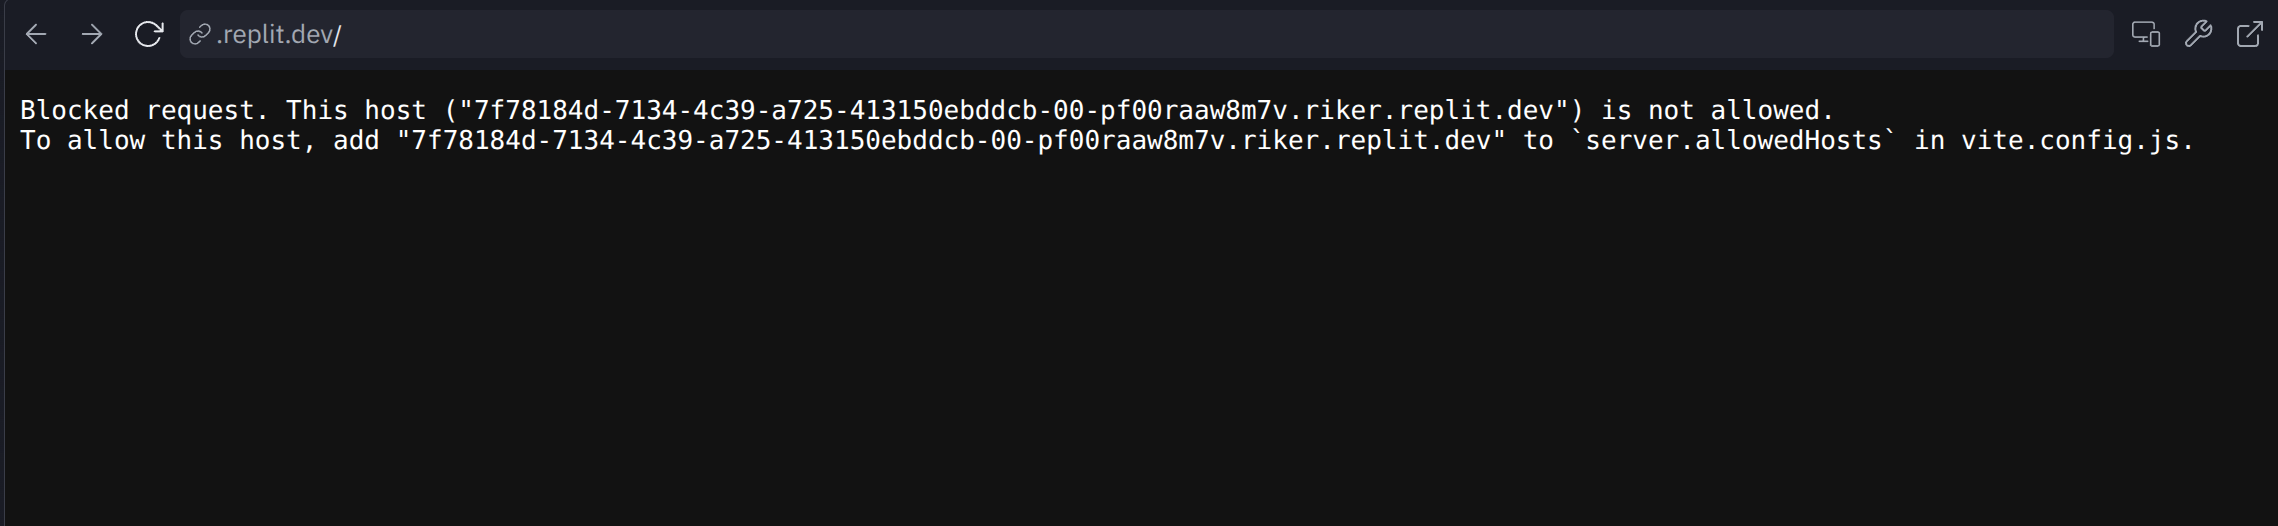 .replit.dev/
Blocked request. This host ("7f78184d-7134-4c39-a725-413150ebddcb-00-pf00raaw8m7v.riker.replit.dev") is not allowed.
To allow this host, add "7f78184d-7134-4c39-a725-413150ebddcb-00-pf00raaw8m7v.riker.replit.dev" to `server.allowedHosts` in vite.config.js.